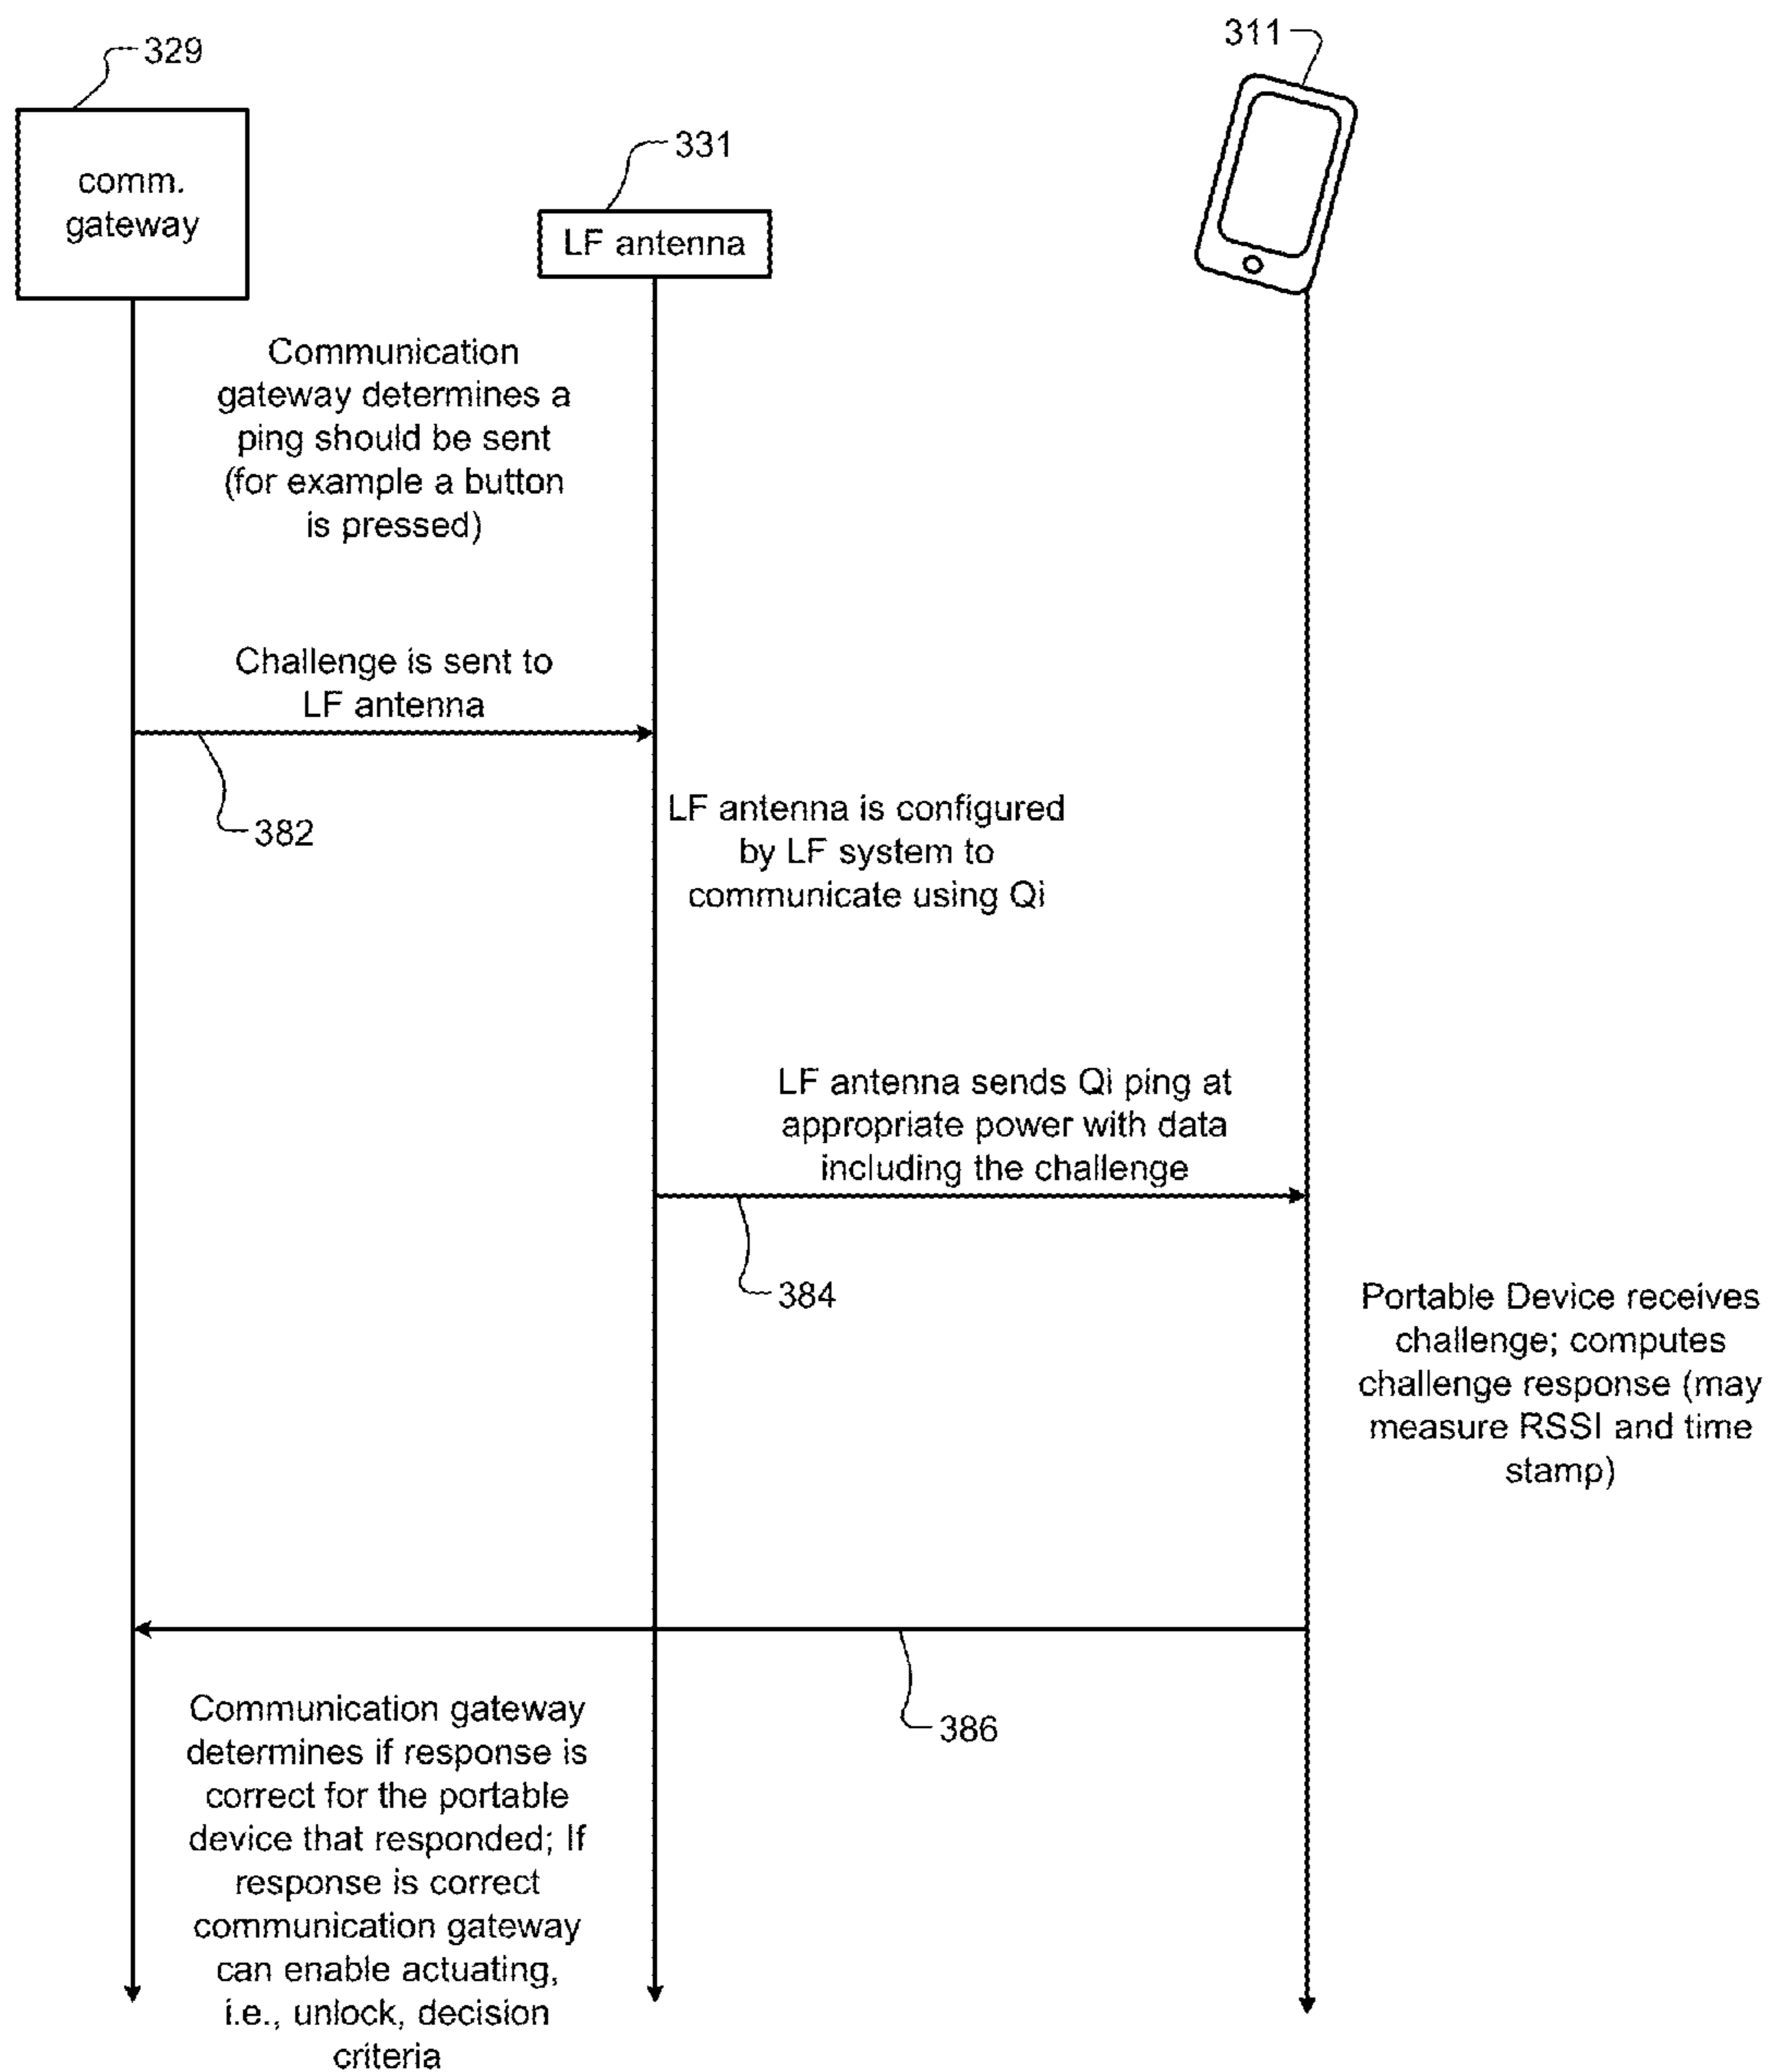 329
311
331
comm.
gateway
LF antenna
Communication
gateway determines a
ping should be sent
(for example a button
is pressed)
Challenge is sent to
LF antenna
382
LF antenna is configured
by LF system to
communicate using Qi
LF antenna sends Qi ping at
appropriate power with data
including the challenge
384
Portable Device receives
challenge; computes
challenge response (may
measure RSSI and time
stamp)
386
Communication gateway
determines if response is
correct for the portable
device that responded; If
response is correct
communication gateway
can enable actuating,
i.e., unlock, decision
criteria